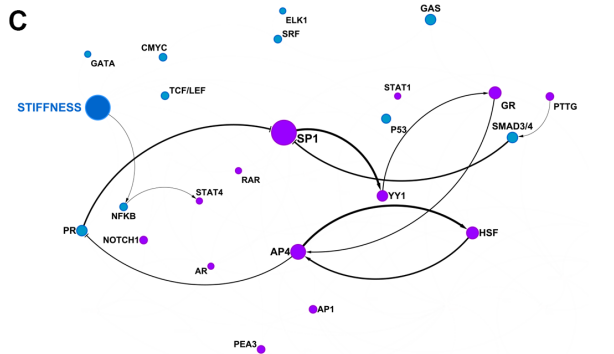 C
ELK1
GAS
SRF
CMYC
GATA
TCF/LEF
STAT1
GR
PTTG
STIFFNESS
P53
SMAD3/4
SP1
RAR
STAT4
YY1
NFKB
PR
NOTCH1
HSF
AP4
AR
AP1
PEA3